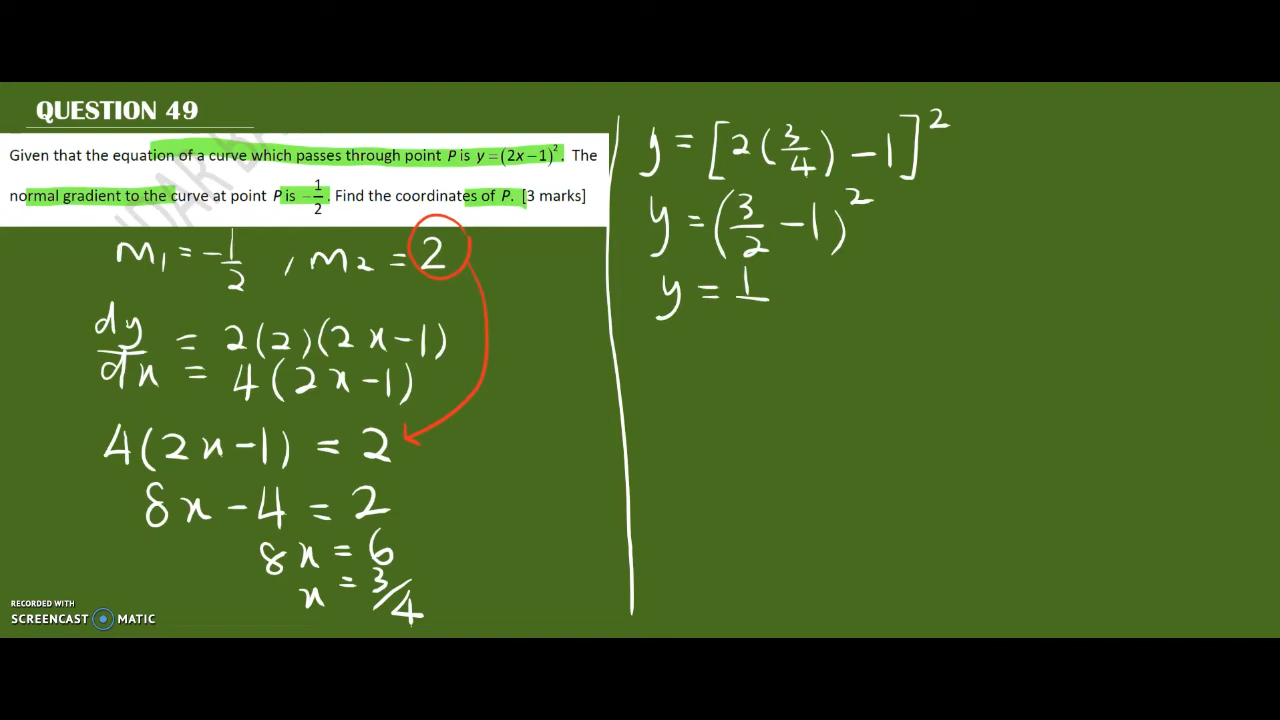 QUESTION 49
Given that the equation of a curve which passes through point P is y = (2x − 1)². The
normal gradient to the curve at point P is −1/2. Find the coordinates of P. [3 marks]
m₁ = −1/2 , m₂ = 2
dy/dx = 2(2)(2x−1)
= 4(2x−1)
4(2x−1) = 2
8x − 4 = 2
8x = 6
x = 3/4
RECORDED WITH
SCREENCAST MATIC
y = [2(3/4) − 1]²
y = (3/2 − 1)²
y = 1